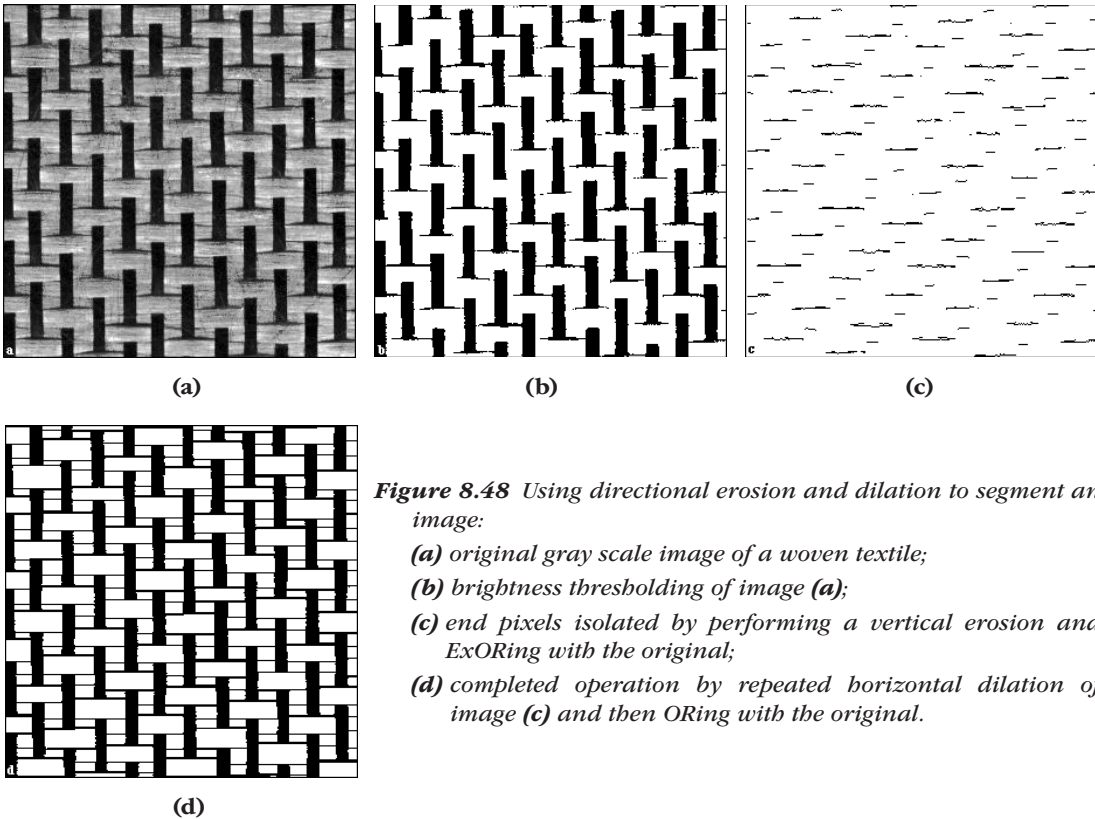 a
b
c
(a)
(b)
(c)
d
(d)
Figure 8.48 Using directional erosion and dilation to segment an
image:
(a) original gray scale image of a woven textile;
(b) brightness thresholding of image (a);
(c) end pixels isolated by performing a vertical erosion and
ExORing with the original;
(d) completed operation by repeated horizontal dilation of
image (c) and then ORing with the original.